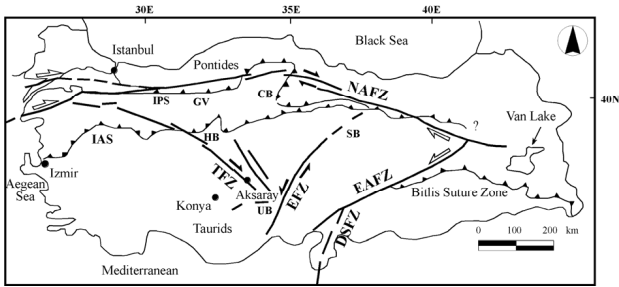 30E
35E
40E
Istanbul
Black Sea
Pontides
NAFZ
40N
IPS
GV
CB
?
Van Lake
IAS
HB
SB
Izmir
Aegean
Sea
TFZ
Aksaray
EFZ
EAFZ
Bitlis Suture Zone
Konya
UB
Taurids
DSFZ
0 100 200 km
Mediterranean